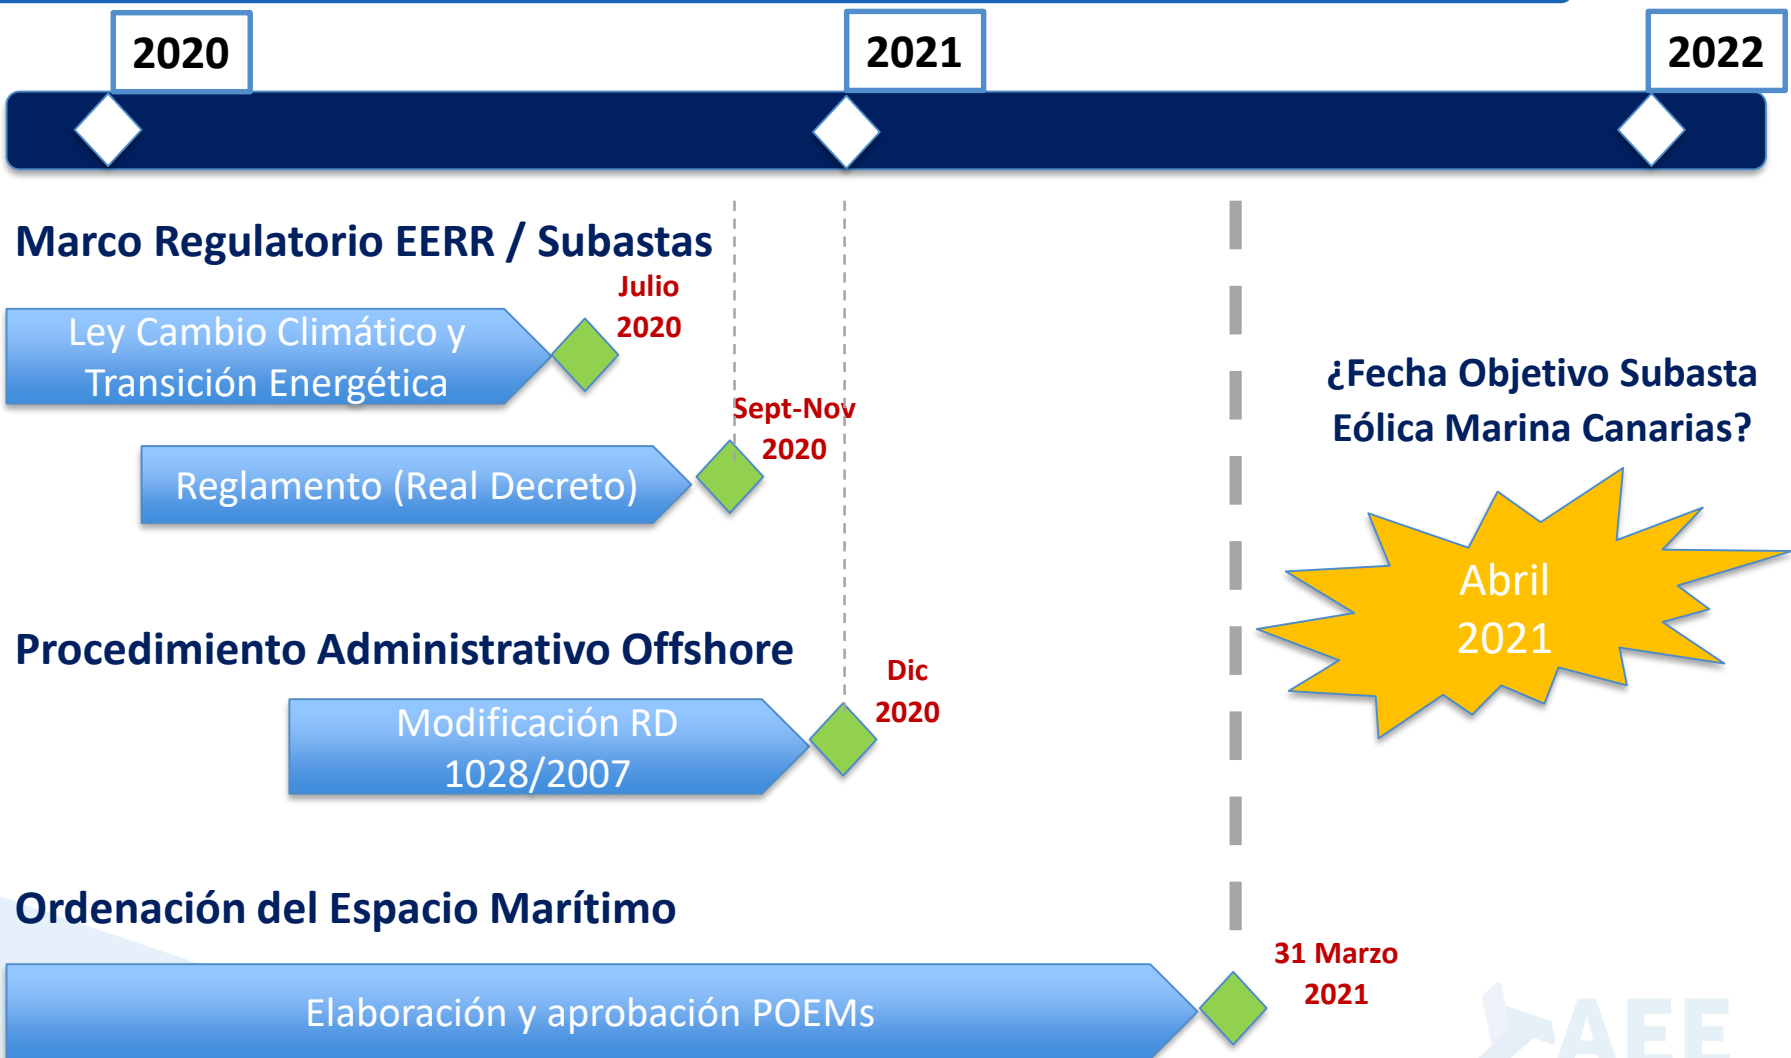 2020
2021
2022
Marco Regulatorio EERR / Subastas
Julio
2020
Ley Cambio Climático y
Transición Energética
Sept-Nov
2020
Reglamento (Real Decreto)
¿Fecha Objetivo Subasta
Eólica Marina Canarias?
Abril
2021
Procedimiento Administrativo Offshore
Dic
2020
Modificación RD
1028/2007
Ordenación del Espacio Marítimo
31 Marzo
2021
Elaboración y aprobación POEMs
AEE